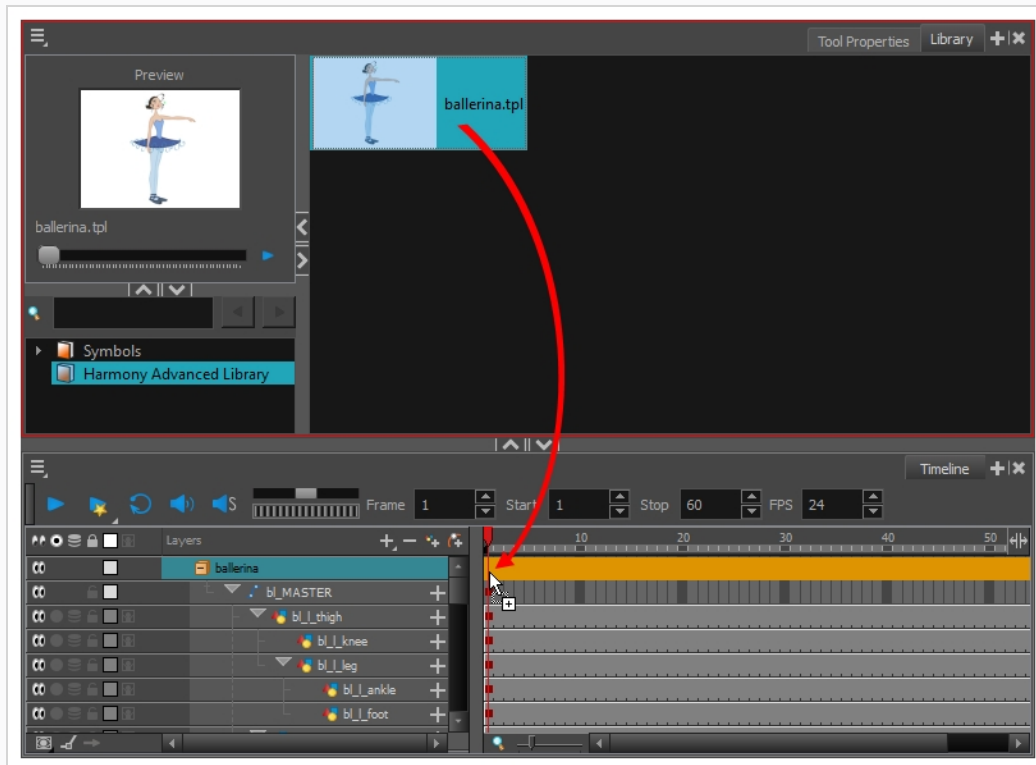 Tool Properties Library
Preview
ballerina.tpl
ballerina.tpl
Symbols
Harmony Advanced Library
Timeline
S Frame 1 Start 1 Stop 60 FPS 24
Layers 10 20 30 40 50
ballerina
bl_MASTER
bl_l_thigh
bl_l_knee
bl_l_leg
bl_l_ankle
bl_l_foot